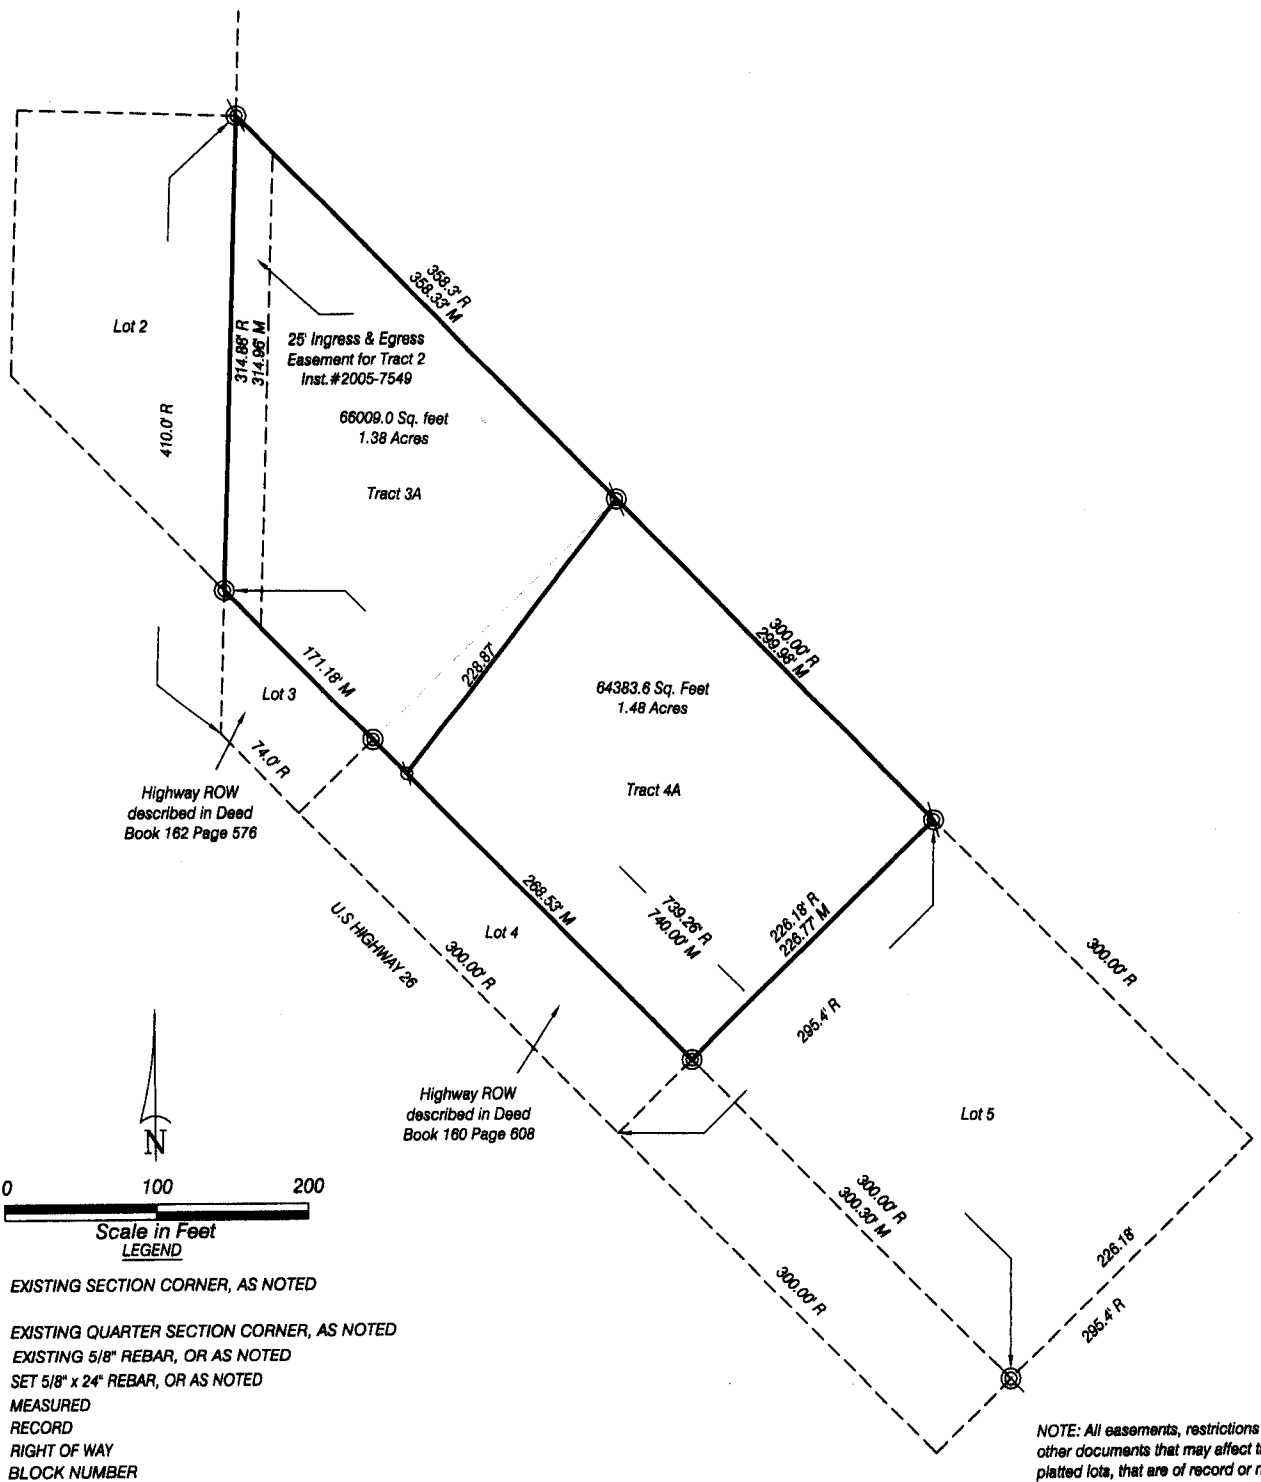 358.3' R
358.33' M
Lot 2
314.88' R
314.96' M
25' Ingress & Egress
Easement for Tract 2
Inst.#2005-7549
410.0' R
66009.0 Sq. feet
1.38 Acres
Tract 3A
228.87'
300.00' R
299.98' M
171.18' M
Lot 3
64383.6 Sq. Feet
1.48 Acres
74.0' R
Tract 4A
Highway ROW
described in Deed
Book 162 Page 576
268.53' M
739.26' R
740.00' M
226.18' R
226.77' M
U.S HIGHWAY 26
Lot 4
300.00' R
300.00' R
295.4' R
Highway ROW
described in Deed
Book 160 Page 608
Lot 5
N
0 100 200
Scale in Feet
300.00' R
300.30' M
226.18'
300.00' R
295.4' R
LEGEND
EXISTING SECTION CORNER, AS NOTED
EXISTING QUARTER SECTION CORNER, AS NOTED
EXISTING 5/8" REBAR, OR AS NOTED
SET 5/8" x 24" REBAR, OR AS NOTED
MEASURED
RECORD
RIGHT OF WAY
BLOCK NUMBER
NOTE: All easements, restrictions
other documents that may affect
platted lots, that are of record or